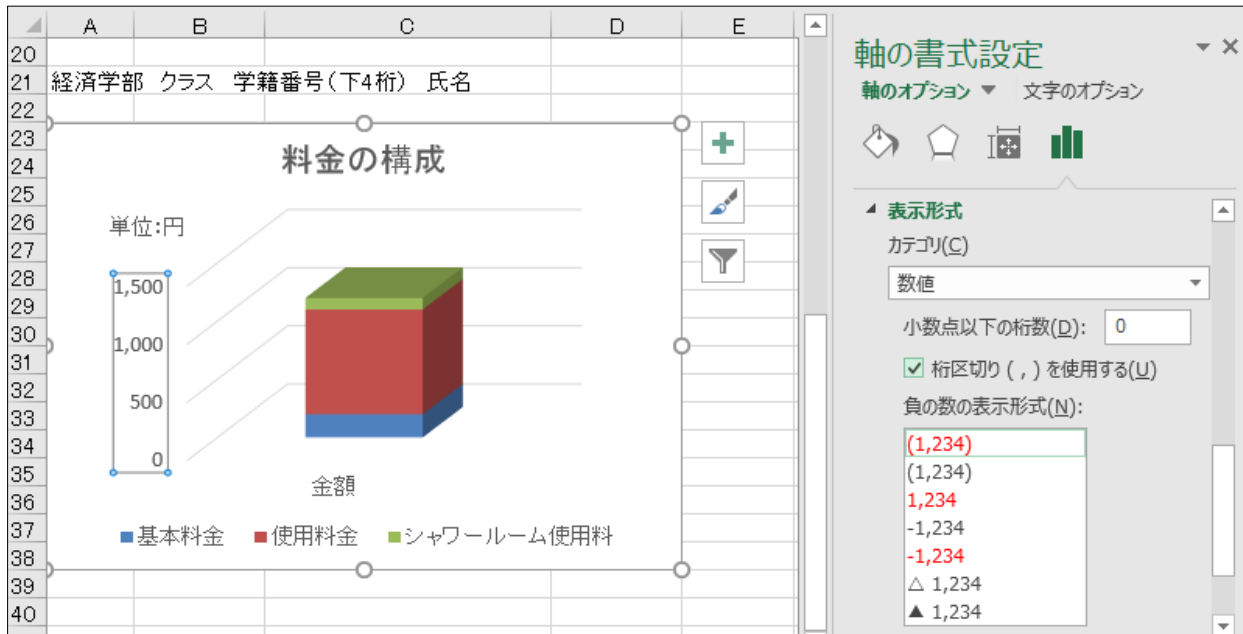 A B C D E
20
21 経済学部 クラス 学籍番号(下4桁) 氏名
22
23
24
25
26
27
28
29
30
31
32
33
34
35
36
37
38
39
40
料金の構成
単位:円
1,500
1,000
500
0
金額
基本料金 使用料金 シャワールーム使用料
軸の書式設定
軸のオプション 文字のオプション
表示形式
カテゴリ(C)
数値
小数点以下の桁数(D): 0
桁区切り ( , ) を使用する(U)
負の数の表示形式(N):
(1,234)
(1,234)
1,234
-1,234
-1,234
△ 1,234
▲ 1,234